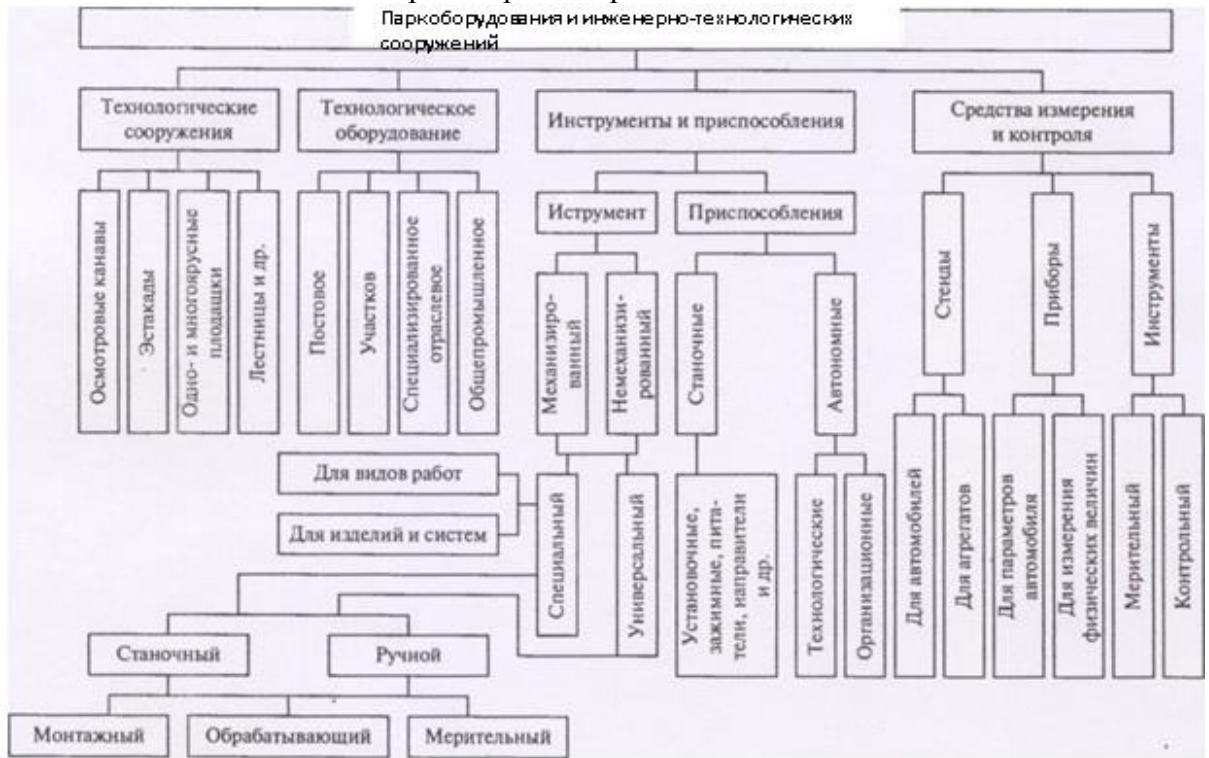 Паркоборудования и инженерно-технологических
сооружений
Технологические
сооружения
Технологическое
оборудование
Инструменты и приспособления
Средства измерения
и контроля
Осмотровые канавы
Эстакады
Одно- и многоярусные
плодашки
Лестницы и др.
Постовое
Участков
Специализированное
отраслевое
Общепромышленное
Иструмент
Приспособления
Механизиро-
ванный
Немеханизи-
рованный
Станочные
Автономные
Стенды
Приборы
Инструменты
Для видов работ
Для изделий и систем
Специальный
Универсальный
Установочные,
зажимные, пита-
тели, направители
и др.
Технологические
Организационные
Для автомобилей
Для агрегатов
Для параметров
автомобиля
Для измерения
физических величин
Мерительный
Контрольный
Станочный
Ручной
Монтажный
Обрабатывающий
Мерительный